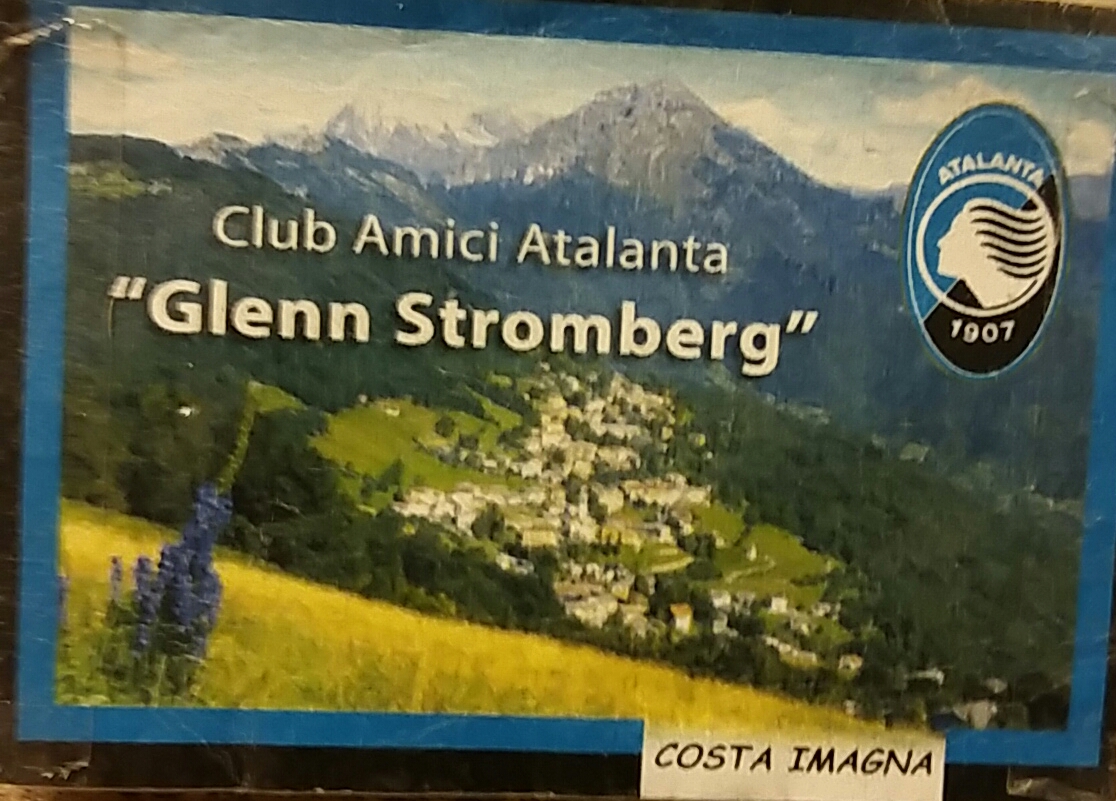 ATALANTA
1907
Club Amici Atalanta
“Glenn Stromberg”
COSTA IMAGNA